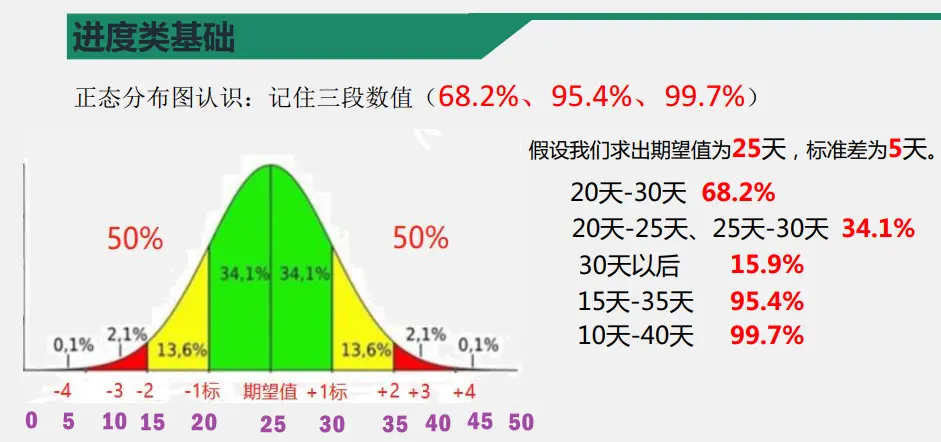 进度类基础
正态分布图认识：记住三段数值（68.2%、95.4%、99.7%）
假设我们求出期望值为25天，标准差为5天。
20天-30天 68.2%
20天-25天、25天-30天 34.1%
30天以后 15.9%
15天-35天 95.4%
10天-40天 99.7%
50% 50%
34,1% 34,1%
0,1% 2,1% 13,6% 13,6% 2,1% 0,1%
-4 -3 -2 -1标 期望值 +1标 +2 +3 +4
0 5 10 15 20 25 30 35 40 45 50